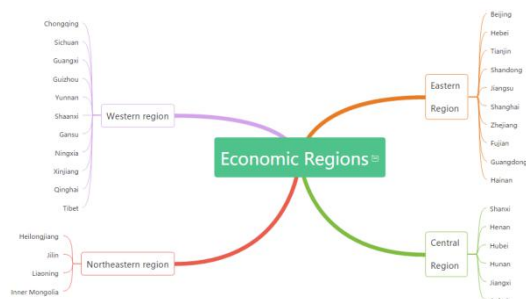 Economic Regions
Western region
Chongqing
Sichuan
Guangxi
Guizhou
Yunnan
Shaanxi
Gansu
Ningxia
Xinjiang
Qinghai
Tibet
Northeastern region
Heilongjiang
Jilin
Liaoning
Inner Mongolia
Eastern
Region
Beijing
Hebei
Tianjin
Shandong
Jiangsu
Shanghai
Zhejiang
Fujian
Guangdong
Hainan
Central
Region
Shanxi
Henan
Hubei
Hunan
Jiangxi